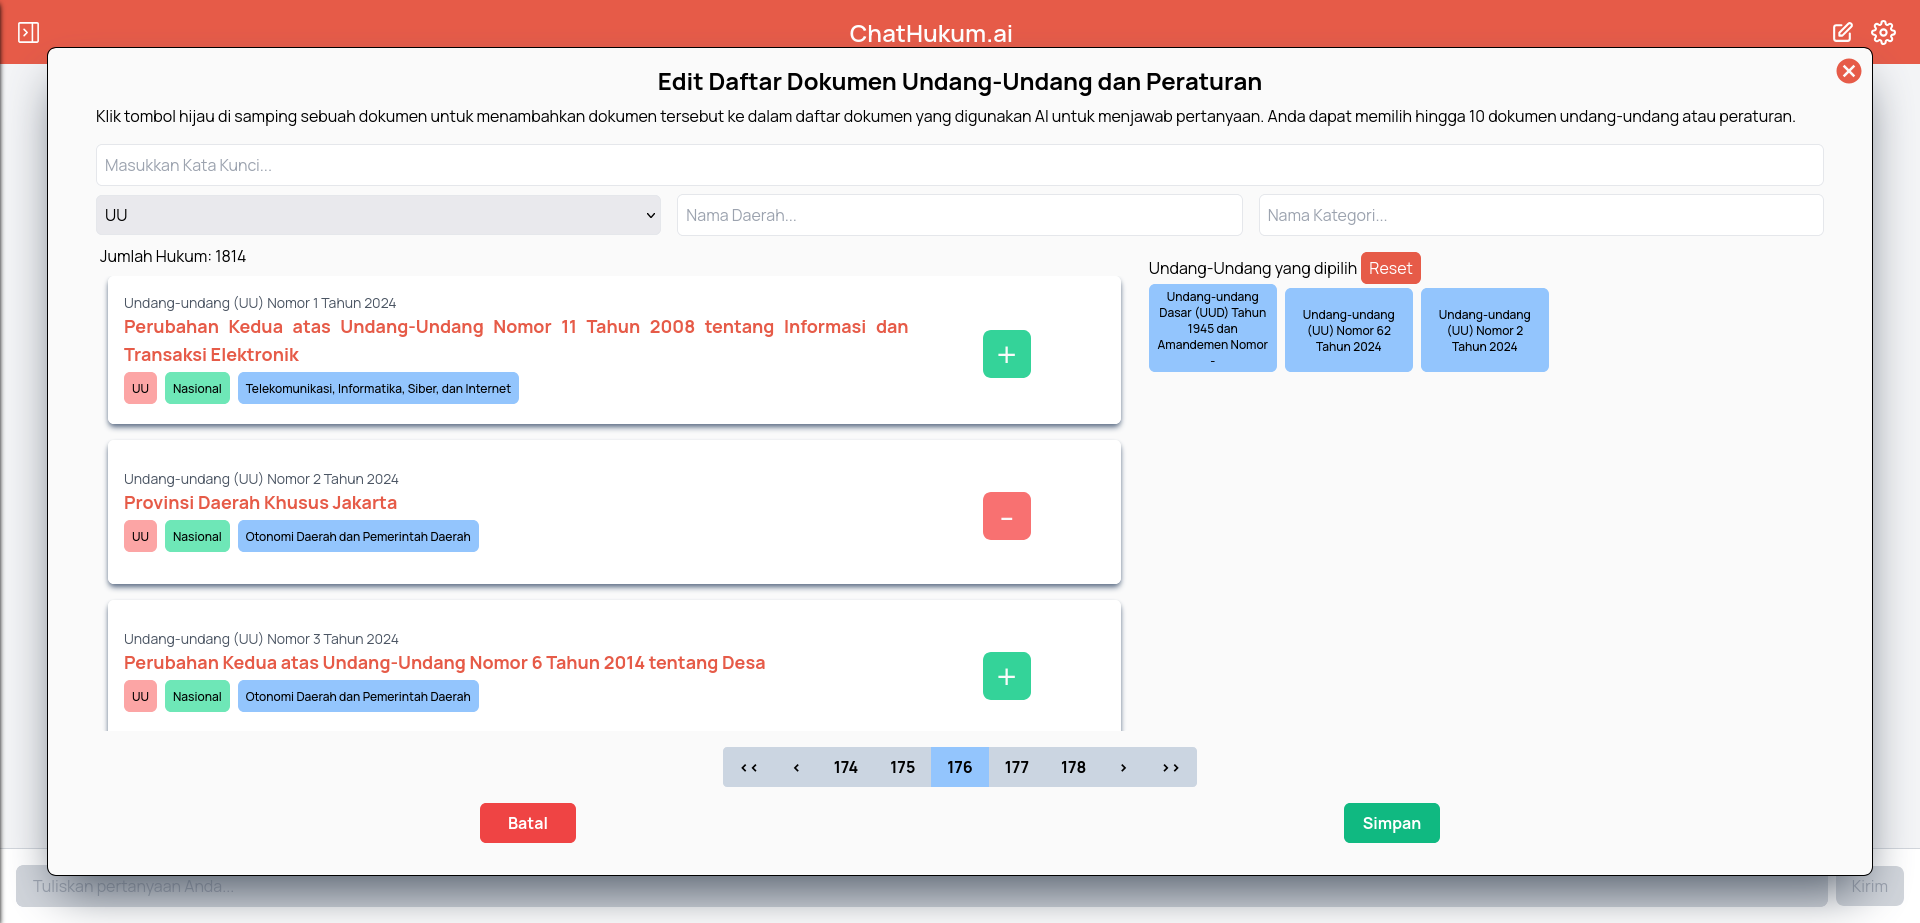 ChatHukum.ai
Edit Daftar Dokumen Undang-Undang dan Peraturan
Klik tombol hijau di samping sebuah dokumen untuk menambahkan dokumen tersebut ke dalam daftar dokumen yang digunakan AI untuk menjawab pertanyaan. Anda dapat memilih hingga 10 dokumen undang-undang atau peraturan.
Masukkan Kata Kunci...
UU
Nama Daerah...
Nama Kategori...
Jumlah Hukum: 1814
Undang-undang (UU) Nomor 1 Tahun 2024
Perubahan Kedua atas Undang-Undang Nomor 11 Tahun 2008 tentang Informasi dan
Transaksi Elektronik
UU Nasional Telekomunikasi, Informatika, Siber, dan Internet
+
Undang-undang (UU) Nomor 2 Tahun 2024
Provinsi Daerah Khusus Jakarta
UU Nasional Otonomi Daerah dan Pemerintah Daerah
-
Undang-undang (UU) Nomor 3 Tahun 2024
Perubahan Kedua atas Undang-Undang Nomor 6 Tahun 2014 tentang Desa
UU Nasional Otonomi Daerah dan Pemerintah Daerah
+
Undang-Undang yang dipilih Reset
Undang-undang
Dasar (UUD) Tahun
1945 dan
Amandemen Nomor
-
Undang-undang
(UU) Nomor 62
Tahun 2024
Undang-undang
(UU) Nomor 2
Tahun 2024
<< < 174 175 176 177 178 > >>
Batal
Simpan
Tuliskan pertanyaan Anda...
Kirim